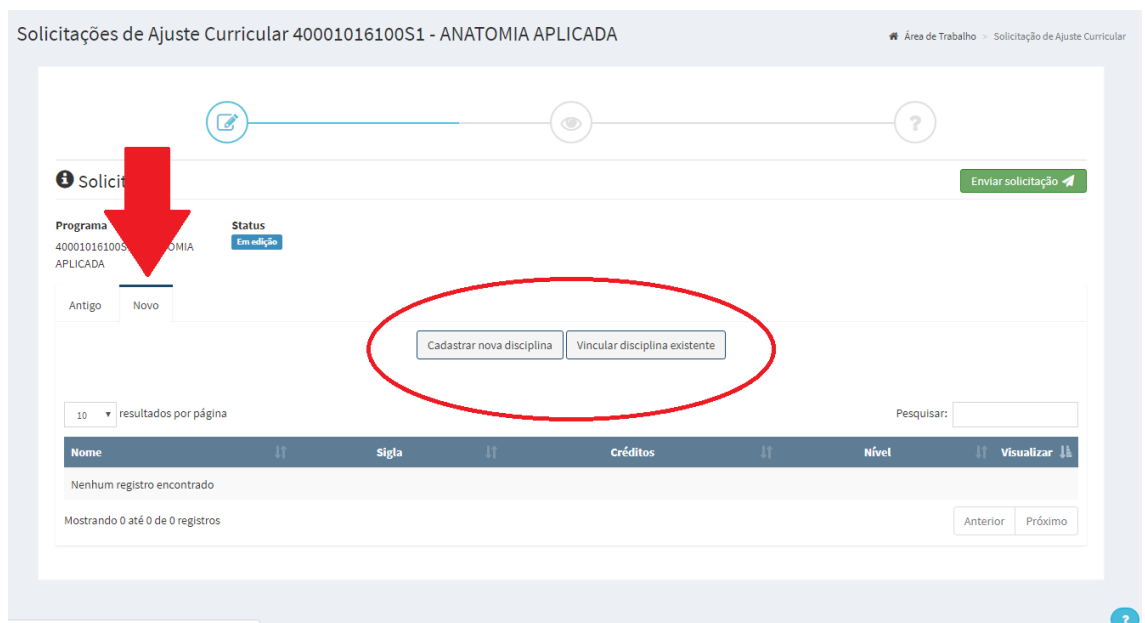 Solicitações de Ajuste Curricular 40001016100S1 - ANATOMIA APLICADA
Área de Trabalho > Solicitação de Ajuste Curricular
?
Solicit
Enviar solicitação
Programa
Status
40001016100S OMIA
Em edição
APLICADA
Antigo
Novo
Cadastrar nova disciplina
Vincular disciplina existente
10 resultados por página
Pesquisar:
Nome Sigla Créditos Nível Visualizar
Nenhum registro encontrado
Mostrando 0 até 0 de 0 registros
Anterior
Próximo
?